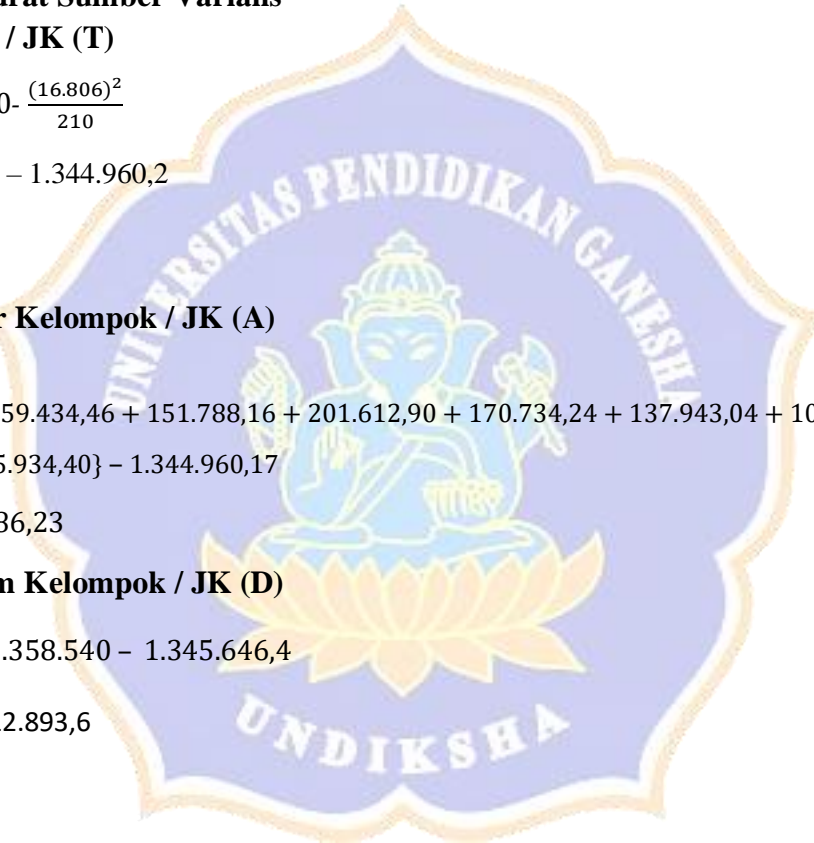 urat Sumber Varians
/ JK (T)
0- (16.806)²/210
– 1.344.960,2
r Kelompok / JK (A)
59.434,46 + 151.788,16 + 201.612,90 + 170.734,24 + 137.943,04 + 10
5.934,40} – 1.344.960,17
36,23
m Kelompok / JK (D)
.358.540 – 1.345.646,4
2.893,6
UNIVERSITAS PENDIDIKAN GANESHA
UNDIKSHA